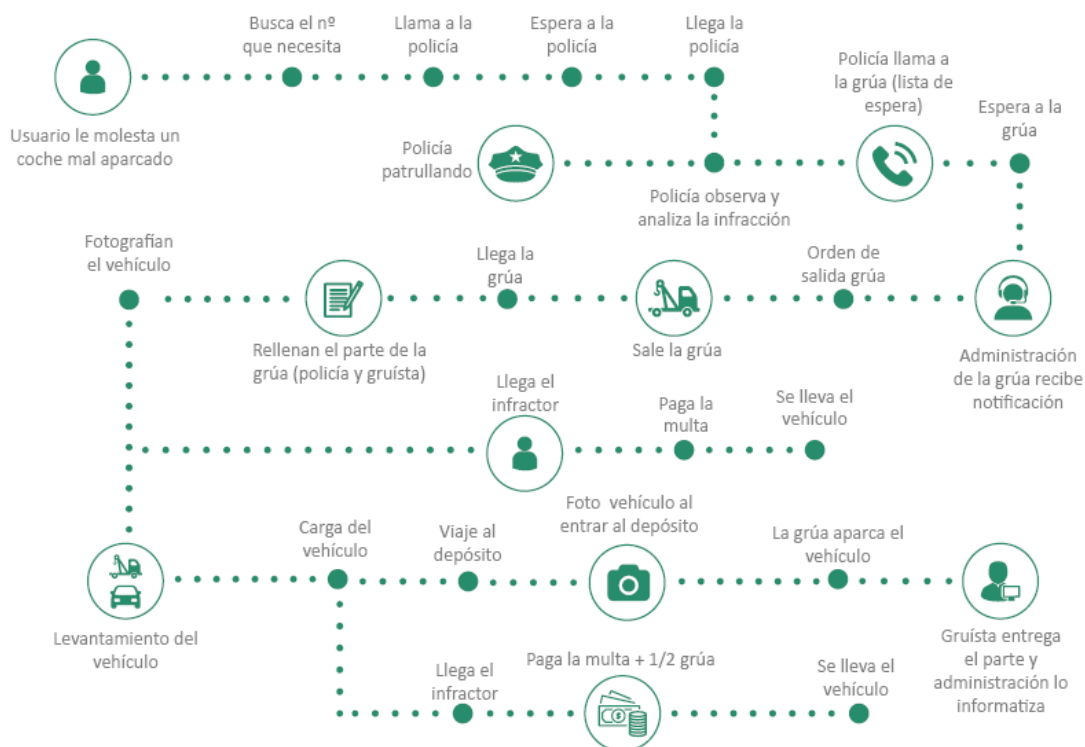 Busca el nº
que necesita
Llama a la
policía
Espera a la
policía
Llega la
policía
Usuario le molesta un
coche mal aparcado
Policía
patrullando
Policía observa y
analiza la infracción
Policía llama a
la grúa (lista de
espera)
Espera a la
grúa
Fotografían
el vehículo
Rellenan el parte de la
grúa (policía y gruísta)
Llega la
grúa
Sale la grúa
Orden de
salida grúa
Administración
de la grúa recibe
notificación
Llega el
infractor
Paga la
multa
Se lleva el
vehículo
Levantamiento del
vehículo
Carga del
vehículo
Viaje al
depósito
Foto vehículo al
entrar al depósito
La grúa aparca el
vehículo
Gruísta entrega
el parte y
administración lo
informatiza
Llega el
infractor
Paga la multa + 1/2 grúa
Se lleva el
vehículo